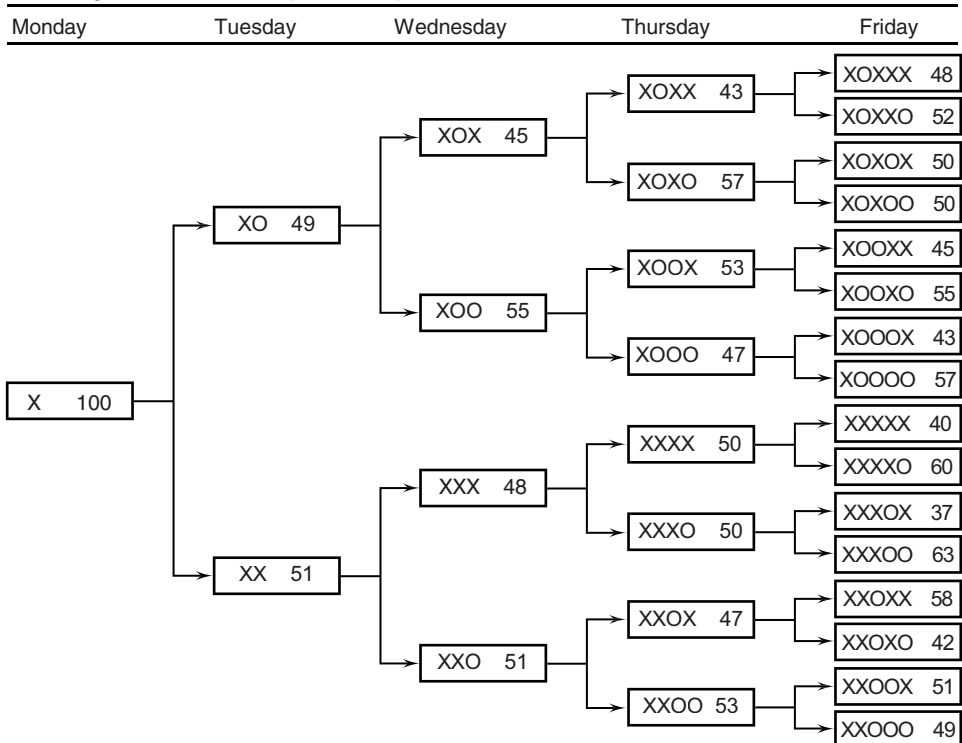 Monday Tuesday Wednesday Thursday Friday
XOXXX 48
XOXX 43
XOXXO 52
XOX 45
XOXOX 50
XOXO 57
XOXOO 50
XO 49
XOOXX 45
XOOX 53
XOOXO 55
XOO 55
XOOOX 43
XOOO 47
XOOOO 57
X 100
XXXXX 40
XXXX 50
XXXXO 60
XXX 48
XXXOX 37
XXXO 50
XXXOO 63
XX 51
XXOXX 58
XXOX 47
XXOXO 42
XXO 51
XXOOX 51
XXOO 53
XXOOO 49